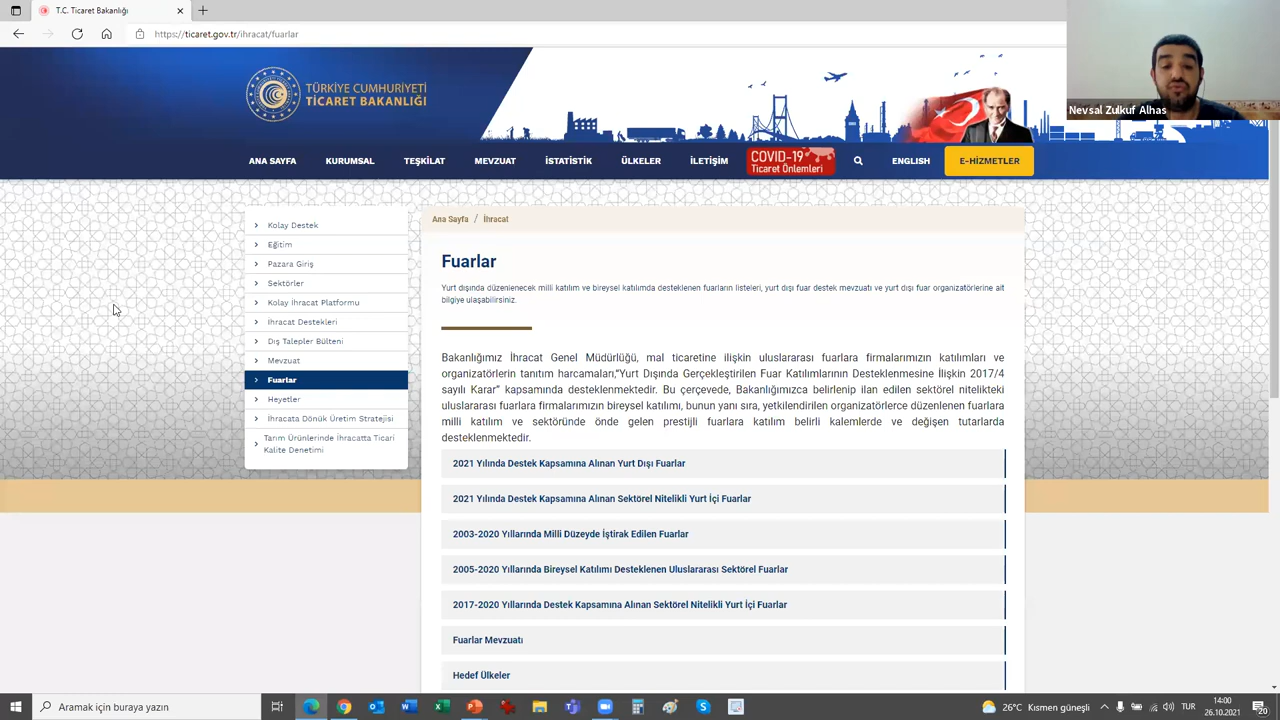 T.C. Ticaret Bakanlığı
https://ticaret.gov.tr/ihracat/fuarlar
TÜRKİYE CUMHURİYETİ
TİCARET BAKANLIĞI
Nevsal Zulkuf Alhas
ANA SAYFA
KURUMSAL
TEŞKİLAT
MEVZUAT
İSTATİSTİK
ÜLKELER
İLETİŞİM
COVID-19
Ticaret Önlemleri
ENGLISH
E-HİZMETLER
Kolay Destek
Eğitim
Pazara Giriş
Sektörler
Kolay İhracat Platformu
İhracat Destekleri
Dış Talepler Bülteni
Mevzuat
Fuarlar
Heyetler
İhracata Dönük Üretim Stratejisi
Tarım Ürünlerinde İhracatta Ticari
Kalite Denetimi
Ana Sayfa / İhracat
Fuarlar
Yurt dışında düzenlenecek milli katılım ve bireysel katılımda desteklenen fuarların listeleri, yurt dışı fuar destek mevzuatı ve yurt dışı fuar organizatörlerine ait
bilgiye ulaşabilirsiniz.
Bakanlığımız İhracat Genel Müdürlüğü, mal ticaretine ilişkin uluslararası fuarlara firmalarımızın katılımları ve
organizatörlerin tanıtım harcamaları,"Yurt Dışında Gerçekleştirilen Fuar Katılımlarının Desteklenmesine İlişkin 2017/4
sayılı Karar” kapsamında desteklenmektedir. Bu çerçevede, Bakanlığımızca belirlenip ilan edilen sektörel nitelikteki
uluslararası fuarlara firmalarımızın bireysel katılımı, bunun yanı sıra, yetkilendirilen organizatörlerce düzenlenen fuarlara
milli katılım ve sektöründe önde gelen prestijli fuarlara katılım belirli kalemlerde ve değişen tutarlarda
desteklenmektedir.
2021 Yılında Destek Kapsamına Alınan Yurt Dışı Fuarlar
2021 Yılında Destek Kapsamına Alınan Sektörel Nitelikli Yurt İçi Fuarlar
2003-2020 Yıllarında Milli Düzeyde İştirak Edilen Fuarlar
2005-2020 Yıllarında Bireysel Katılımı Desteklenen Uluslararası Sektörel Fuarlar
2017-2020 Yıllarında Destek Kapsamına Alınan Sektörel Nitelikli Yurt İçi Fuarlar
Fuarlar Mevzuatı
Hedef Ülkeler
Aramak için buraya yazın
26°C Kısmen güneşli
TUR
14:00
26.10.2021
20